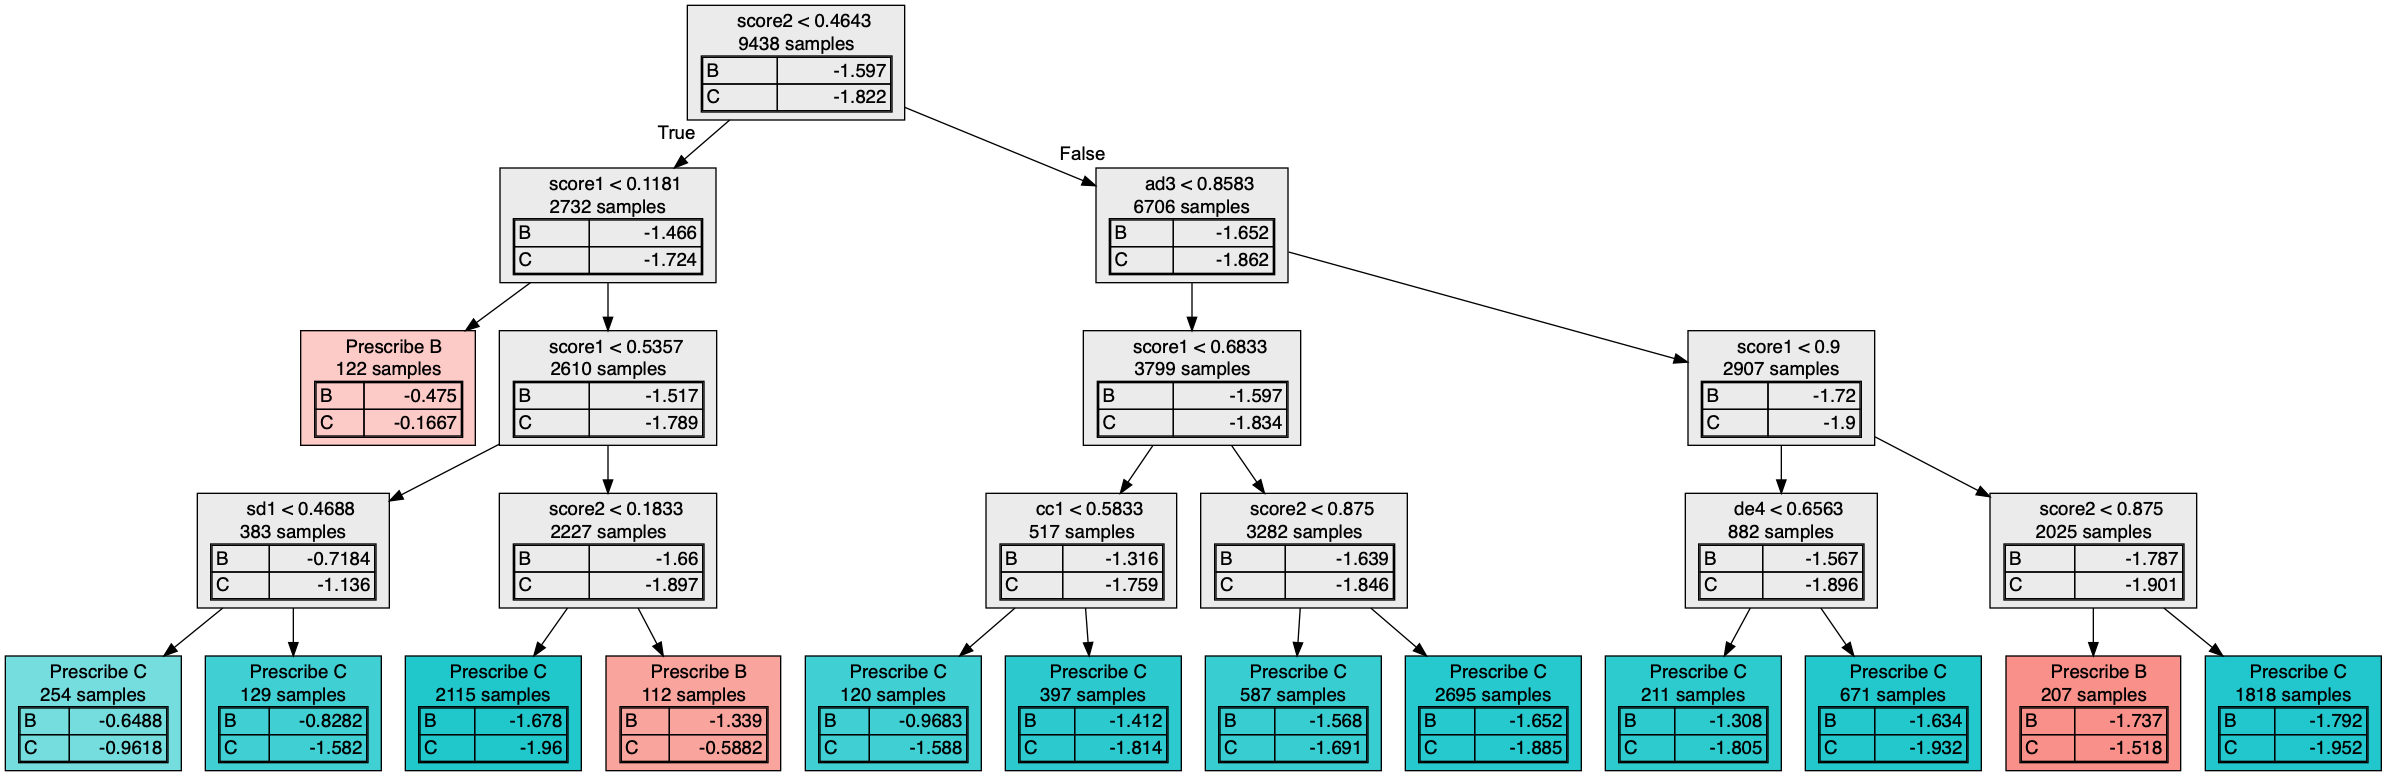 score2 < 0.4643
9438 samples
B -1.597
C -1.822
True
False
score1 < 0.1181
2732 samples
B -1.466
C -1.724
ad3 < 0.8583
6706 samples
B -1.652
C -1.862
Prescribe B
122 samples
B -0.475
C -0.1667
score1 < 0.5357
2610 samples
B -1.517
C -1.789
score1 < 0.6833
3799 samples
B -1.597
C -1.834
score1 < 0.9
2907 samples
B -1.72
C -1.9
sd1 < 0.4688
383 samples
B -0.7184
C -1.136
score2 < 0.1833
2227 samples
B -1.66
C -1.897
cc1 < 0.5833
517 samples
B -1.316
C -1.759
score2 < 0.875
3282 samples
B -1.639
C -1.846
de4 < 0.6563
882 samples
B -1.567
C -1.896
score2 < 0.875
2025 samples
B -1.787
C -1.901
Prescribe C
254 samples
B -0.6488
C -0.9618
Prescribe C
129 samples
B -0.8282
C -1.582
Prescribe C
2115 samples
B -1.678
C -1.96
Prescribe B
112 samples
B -1.339
C -0.5882
Prescribe C
120 samples
B -0.9683
C -1.588
Prescribe C
397 samples
B -1.412
C -1.814
Prescribe C
587 samples
B -1.568
C -1.691
Prescribe C
2695 samples
B -1.652
C -1.885
Prescribe C
211 samples
B -1.308
C -1.805
Prescribe C
671 samples
B -1.634
C -1.932
Prescribe B
207 samples
B -1.737
C -1.518
Prescribe C
1818 samples
B -1.792
C -1.952